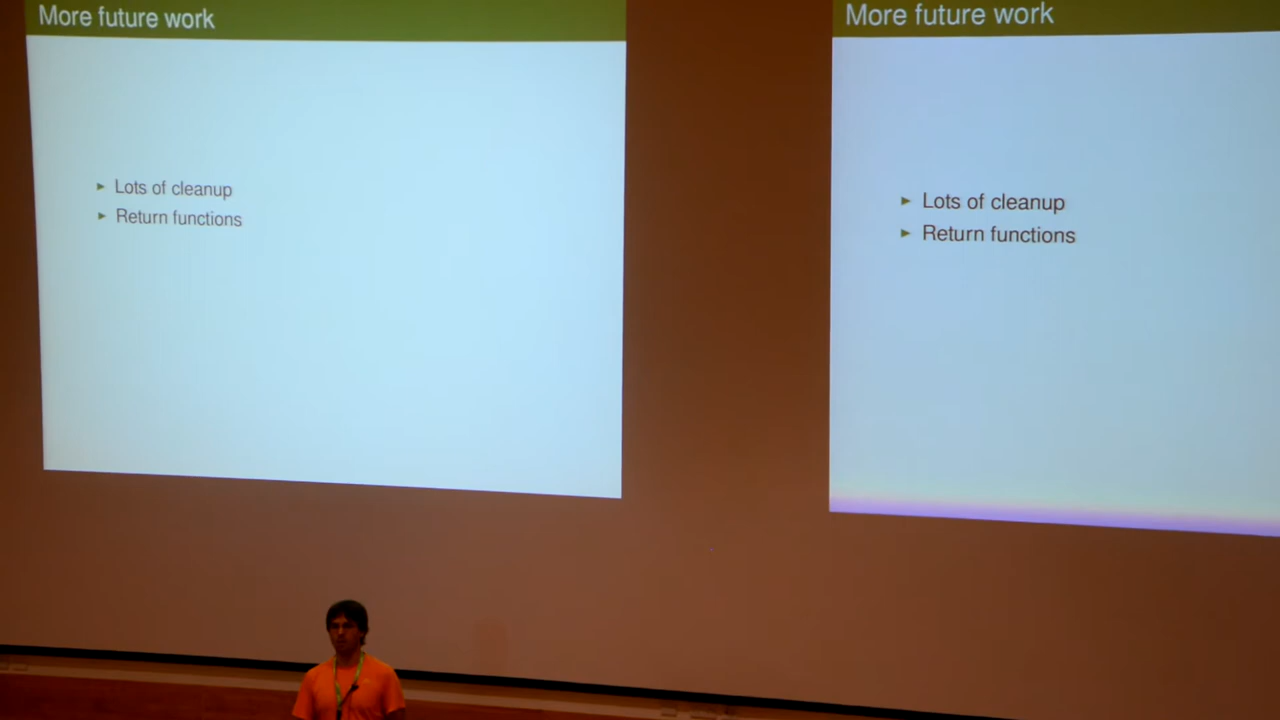 More future work
► Lots of cleanup
► Return functions
More future work
► Lots of cleanup
► Return functions